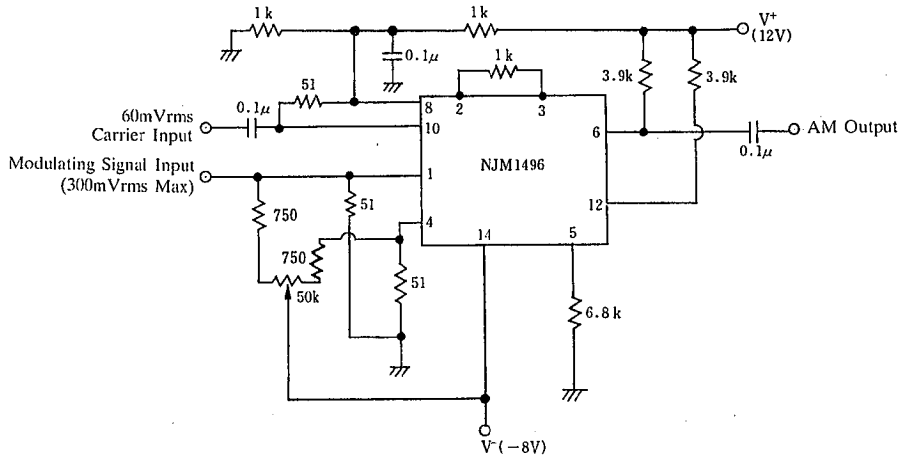 1k
1k
V⁺
(12V)
0.1μ
1k
3.9k
3.9k
51
0.1μ
60mVrms
Carrier Input
8
2
3
10
6
AM Output
0.1μ
Modulating Signal Input
(300mVrms Max)
1
NJM1496
51
12
750
4
14
5
750
50k
51
6.8k
V⁻(−8V)